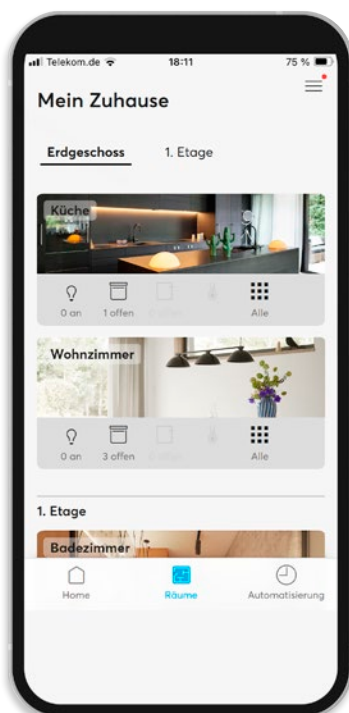 Telekom.de 18:11 75 %
Mein Zuhause
Erdgeschoss 1. Etage
Küche
0 an 1 offen Alle
Wohnzimmer
0 an 3 offen Alle
1. Etage
Badezimmer
Home Räume Automatisierung